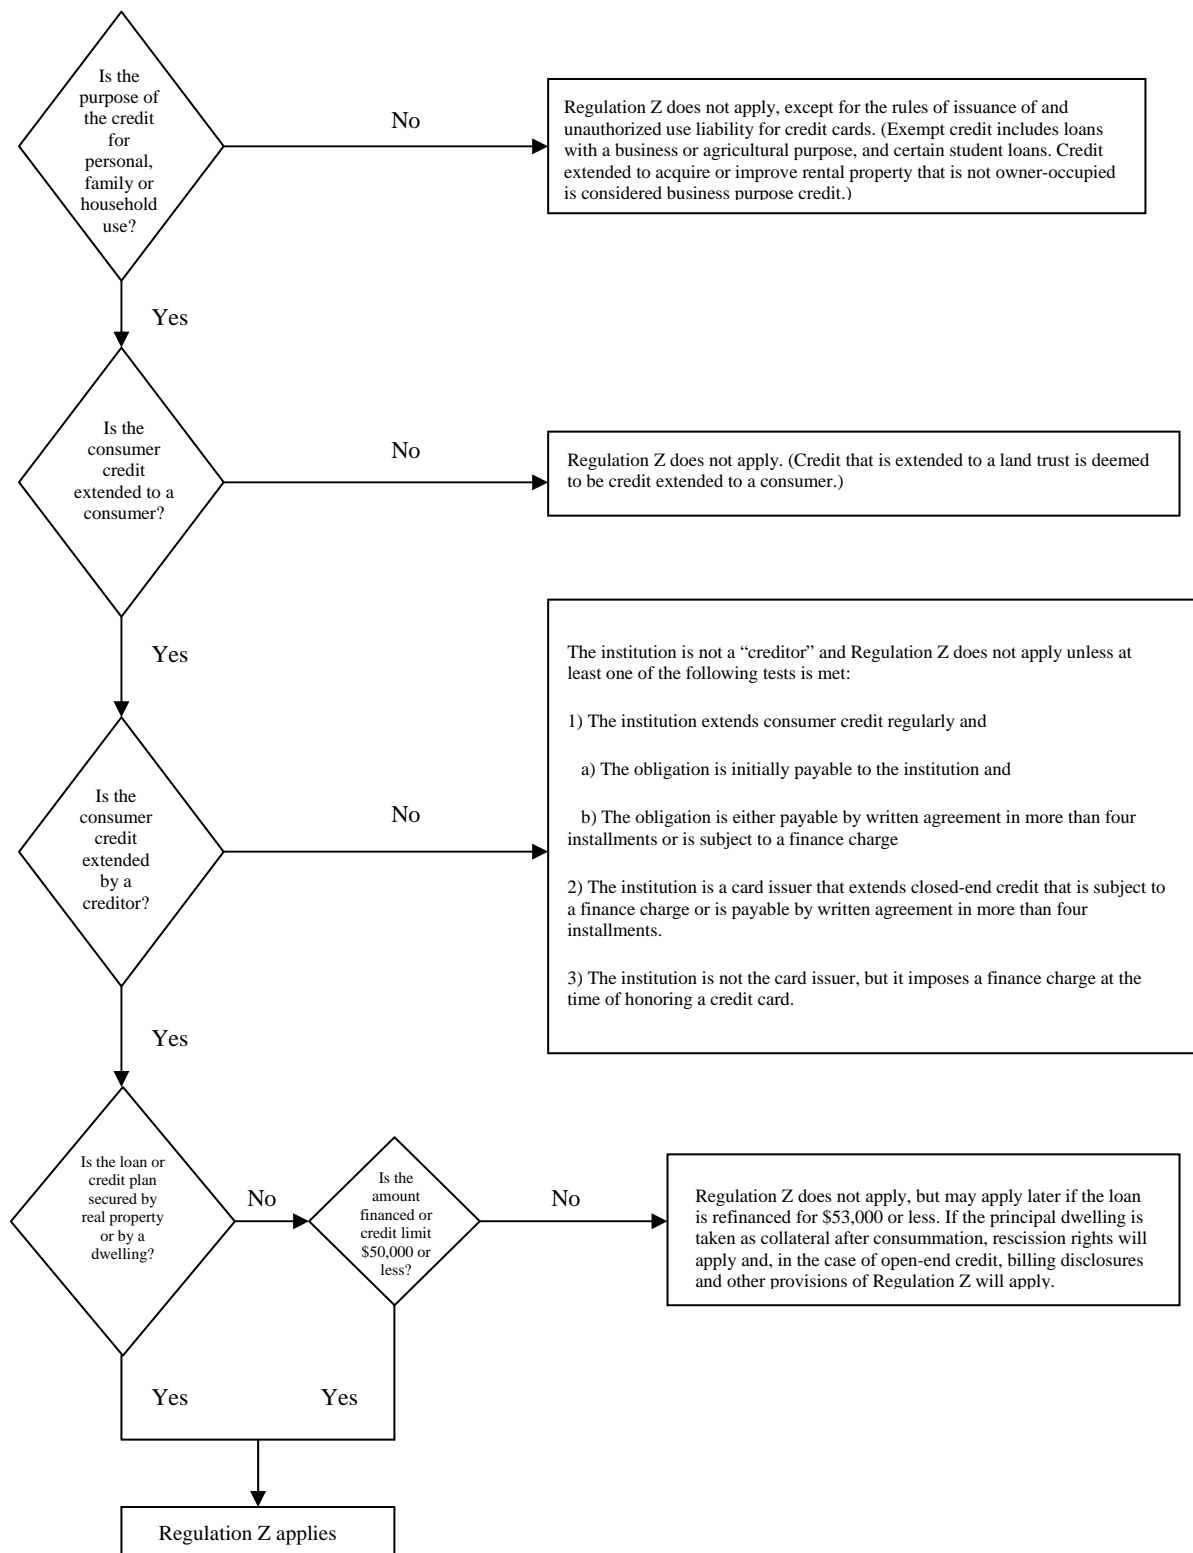 Is the
purpose of
the credit
for
personal,
family or
household
use?
No
Regulation Z does not apply, except for the rules of issuance of and
unauthorized use liability for credit cards. (Exempt credit includes loans
with a business or agricultural purpose, and certain student loans. Credit
extended to acquire or improve rental property that is not owner-occupied
is considered business purpose credit.)
Yes
Is the
consumer
credit
extended to a
consumer?
No
Regulation Z does not apply. (Credit that is extended to a land trust is deemed
to be credit extended to a consumer.)
Yes
Is the
consumer
credit
extended
by a
creditor?
No
The institution is not a “creditor” and Regulation Z does not apply unless at
least one of the following tests is met:
1) The institution extends consumer credit regularly and
a) The obligation is initially payable to the institution and
b) The obligation is either payable by written agreement in more than four
installments or is subject to a finance charge
2) The institution is a card issuer that extends closed-end credit that is subject to
a finance charge or is payable by written agreement in more than four
installments.
3) The institution is not the card issuer, but it imposes a finance charge at the
time of honoring a credit card.
Yes
Is the loan or
credit plan
secured by
real property
or by a
dwelling?
No
Is the
amount
financed or
credit limit
$50,000 or
less?
No
Regulation Z does not apply, but may apply later if the loan
is refinanced for $53,000 or less. If the principal dwelling is
taken as collateral after consummation, rescission rights will
apply and, in the case of open-end credit, billing disclosures
and other provisions of Regulation Z will apply.
Yes
Yes
Regulation Z applies